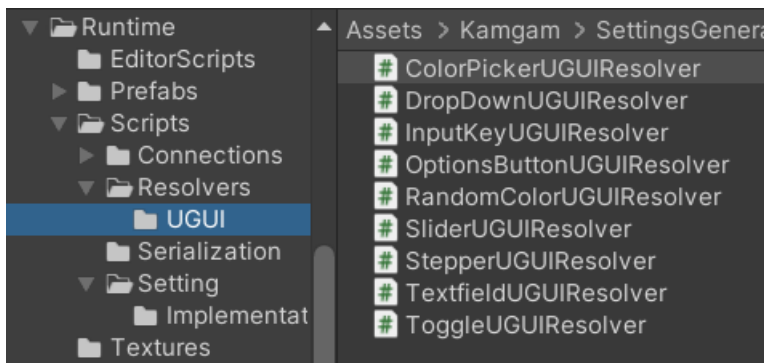 Runtime
EditorScripts
Prefabs
Scripts
Connections
Resolvers
UGUI
Serialization
Setting
Implementat
Textures
Assets > Kamgam > SettingsGenera
ColorPickerUGUIResolver
DropDownUGUIResolver
InputKeyUGUIResolver
OptionsButtonUGUIResolver
RandomColorUGUIResolver
SliderUGUIResolver
StepperUGUIResolver
TextfieldUGUIResolver
ToggleUGUIResolver